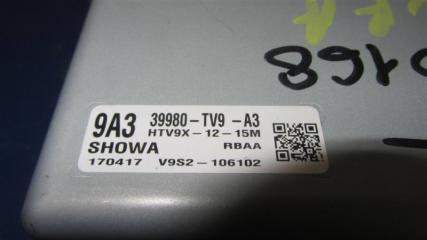 9A3 39980-TV9 -A3
HTV9X-12-15M
SHOWA RBAA
170417 V9S2-106102